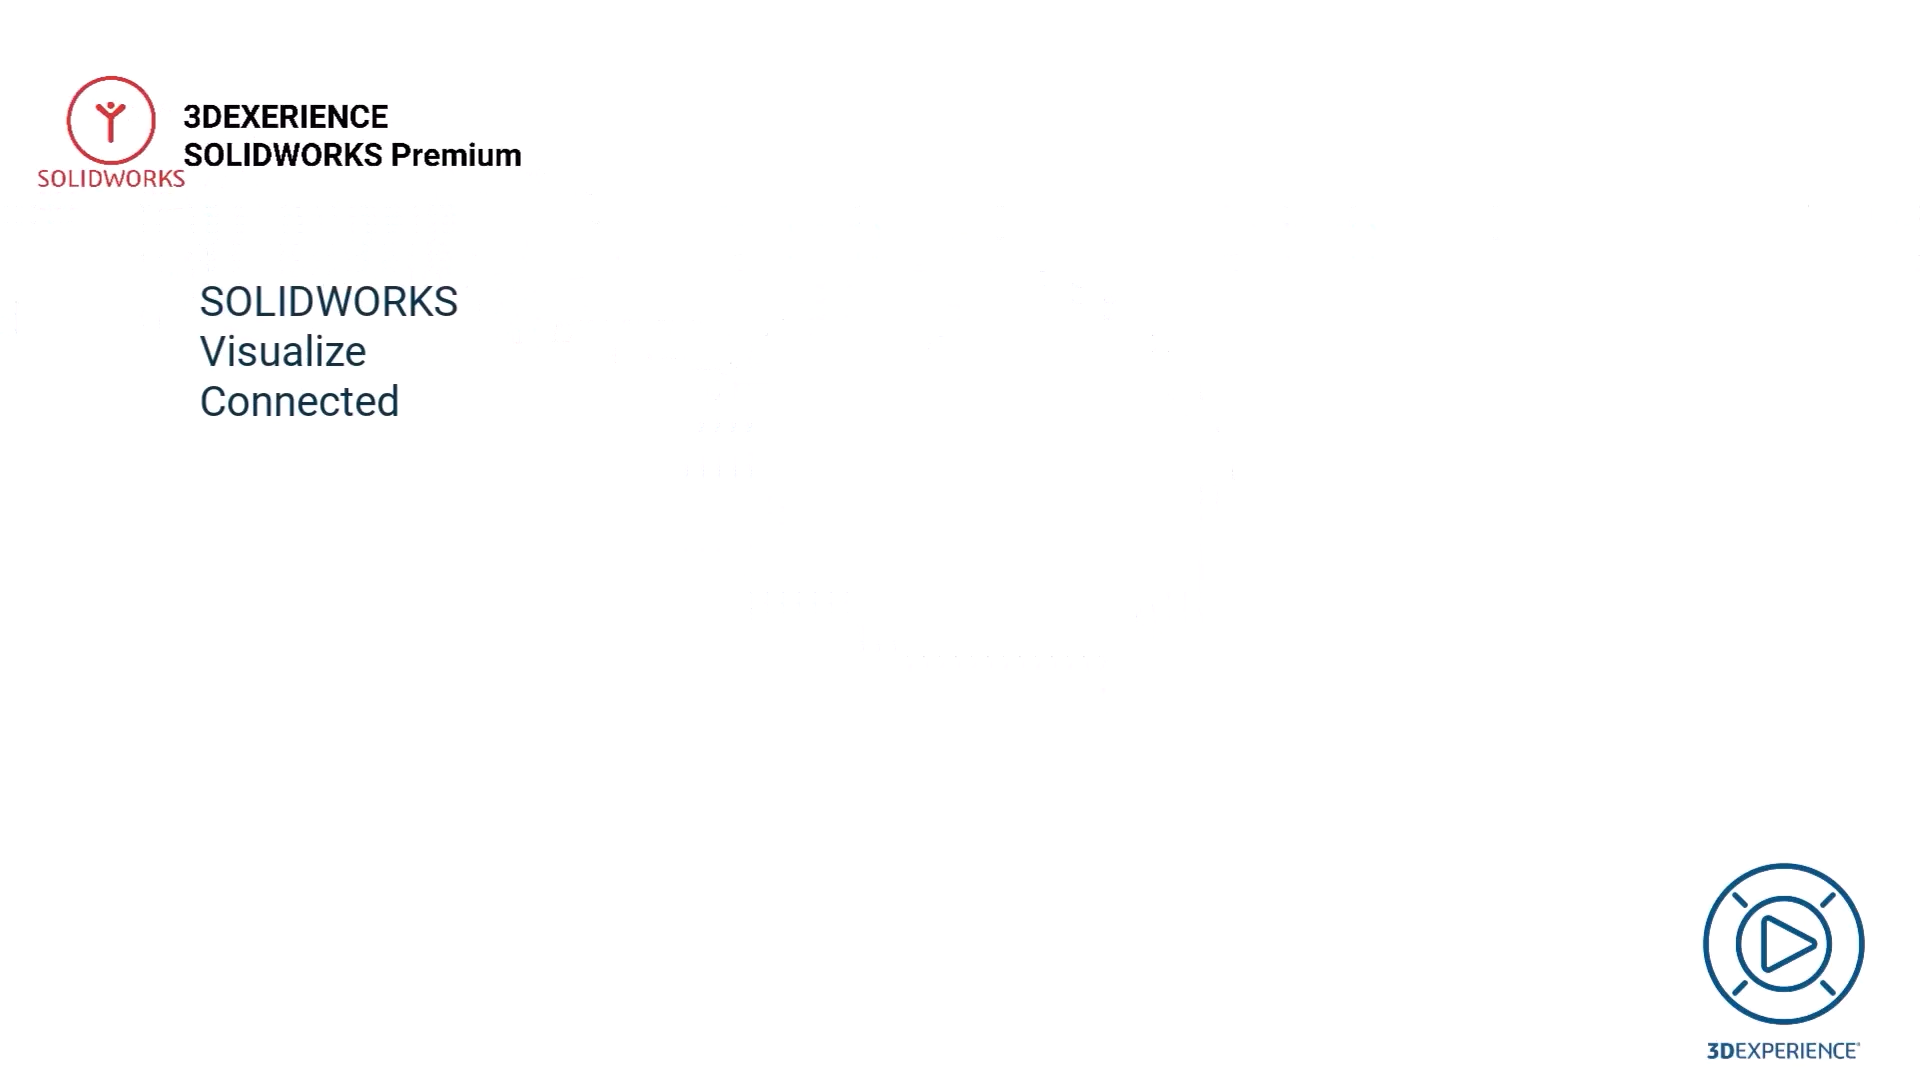 3DEXERIENCE
SOLIDWORKS Premium
SOLIDWORKS
SOLIDWORKS
Visualize
Connected
3DEXPERIENCE